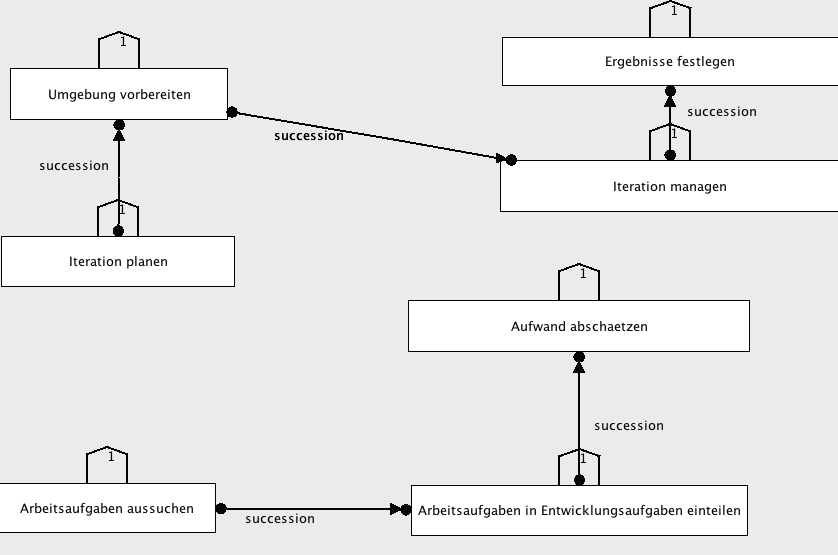 1
1
Ergebnisse festlegen
Umgebung vorbereiten
succession
succession
1
succession
Iteration managen
1
Iteration planen
1
Aufwand abschaetzen
succession
1
1
Arbeitsaufgaben aussuchen
succession
Arbeitsaufgaben in Entwicklungsaufgaben einteilen